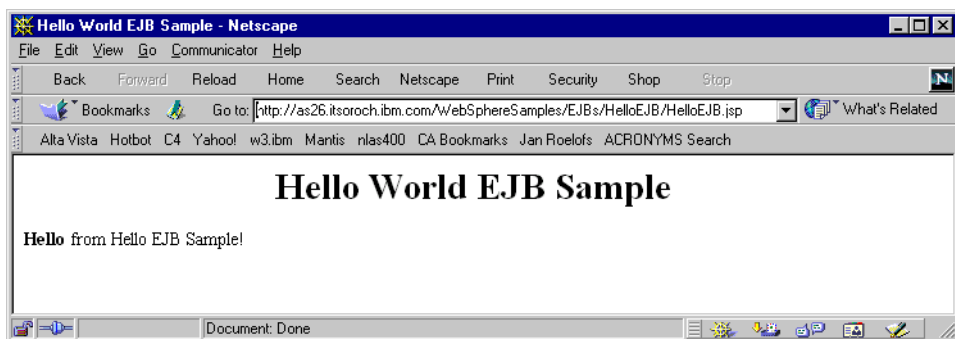 Hello World EJB Sample - Netscape
File Edit View Go Communicator Help
Back Forward Reload Home Search Netscape Print Security Shop Stop N
Bookmarks Go to: http://as26.itsoroch.ibm.com/WebSphereSamples/EJBs/HelloEJB/HelloEJB.jsp What's Related
Alta Vista Hotbot C4 Yahoo! w3.ibm Mantis nlas400 CA Bookmarks Jan Roelofs ACRONYMS Search
Hello World EJB Sample
Hello from Hello EJB Sample!
Document: Done